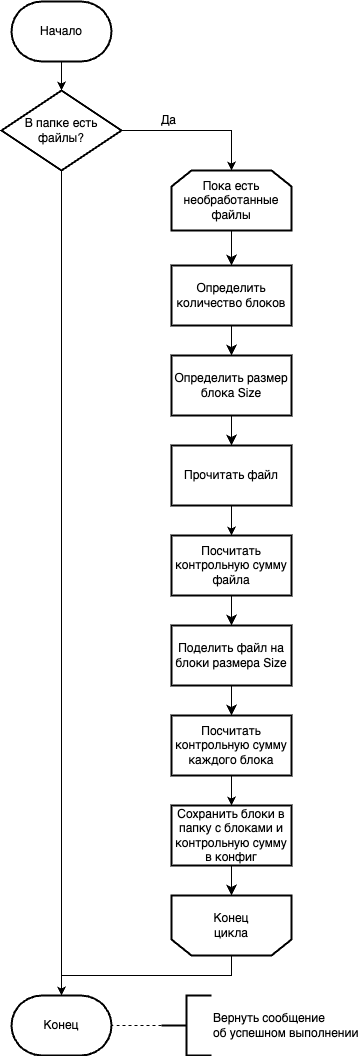 Начало
В папке есть
файлы?
Да
Пока есть
необработанные
файлы
Определить
количество блоков
Определить размер
блока Size
Прочитать файл
Посчитать
контрольную сумму
файла
Поделить файл на
блоки размера Size
Посчитать
контрольную сумму
каждого блока
Сохранить блоки в
папку с блоками и
контрольную сумму
в конфиг
Конец
цикла
Конец
Вернуть сообщение
об успешном выполнении